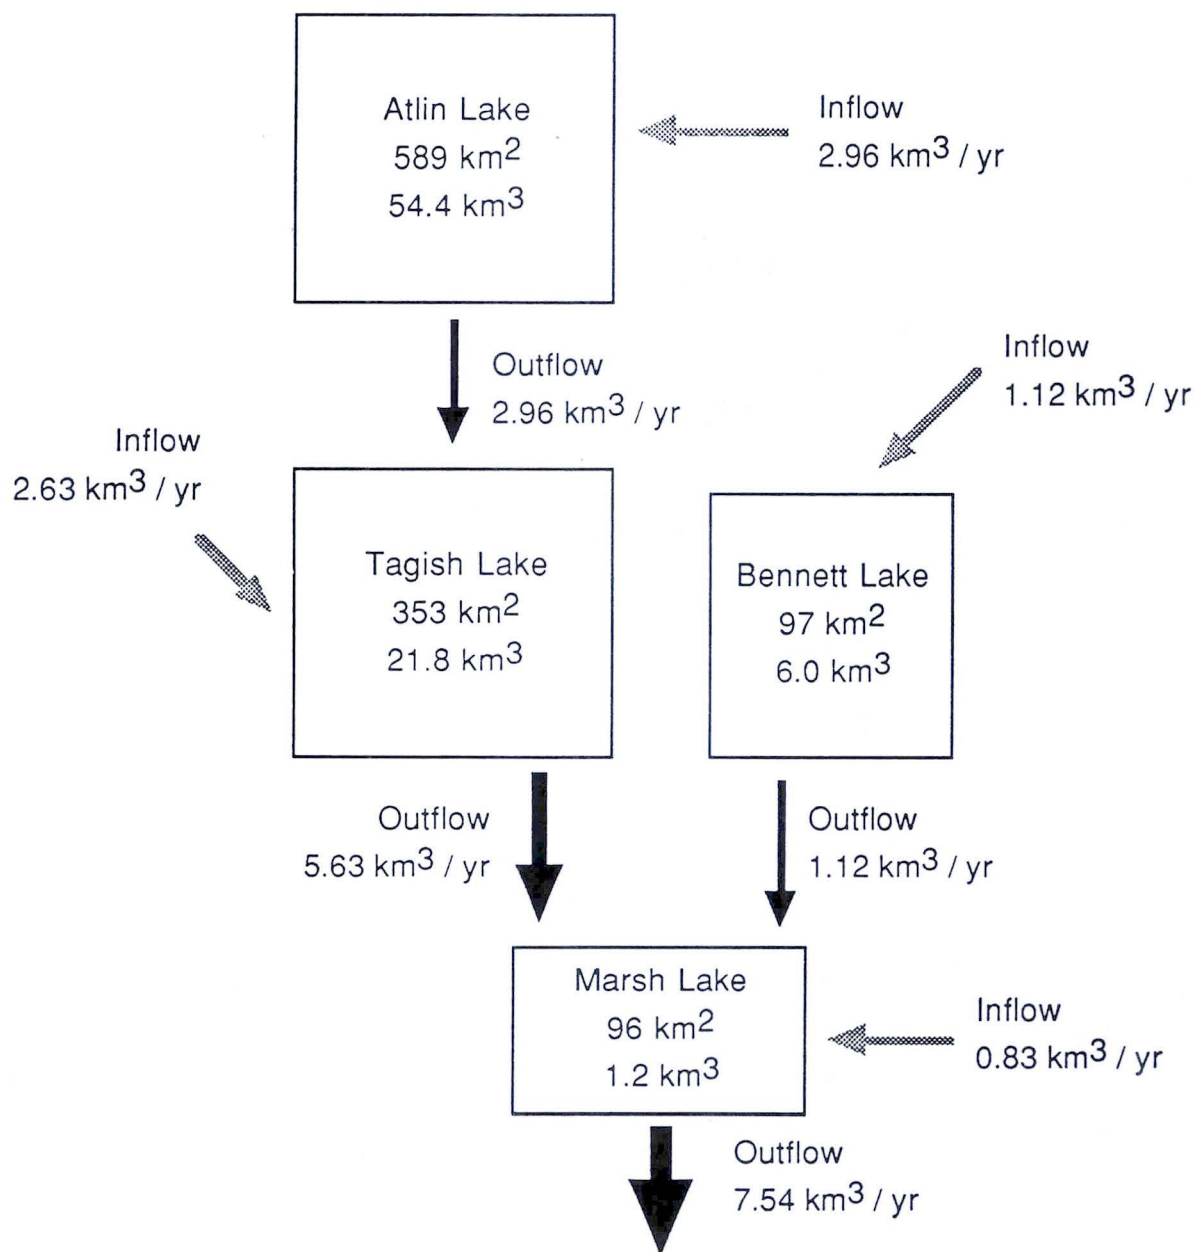 Atlin Lake
589 km²
54.4 km³
Inflow
2.96 km³ / yr
Outflow
2.96 km³ / yr
Inflow
1.12 km³ / yr
Inflow
2.63 km³ / yr
Tagish Lake
353 km²
21.8 km³
Bennett Lake
97 km²
6.0 km³
Outflow
5.63 km³ / yr
Outflow
1.12 km³ / yr
Marsh Lake
96 km²
1.2 km³
Inflow
0.83 km³ / yr
Outflow
7.54 km³ / yr